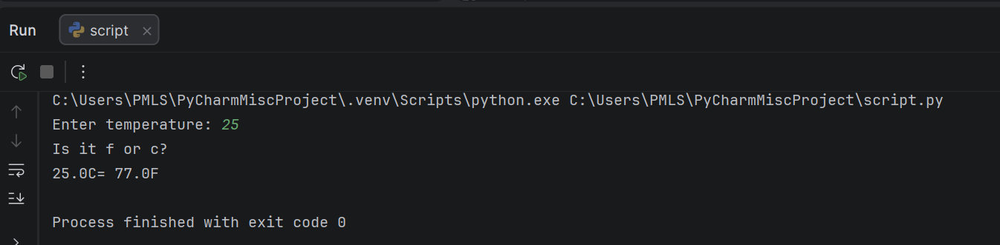 Run script
C:\Users\PMLS\PyCharmMiscProject\.venv\Scripts\python.exe C:\Users\PMLS\PyCharmMiscProject\script.py
Enter temperature: 25
Is it f or c?
25.0C= 77.0F
Process finished with exit code 0